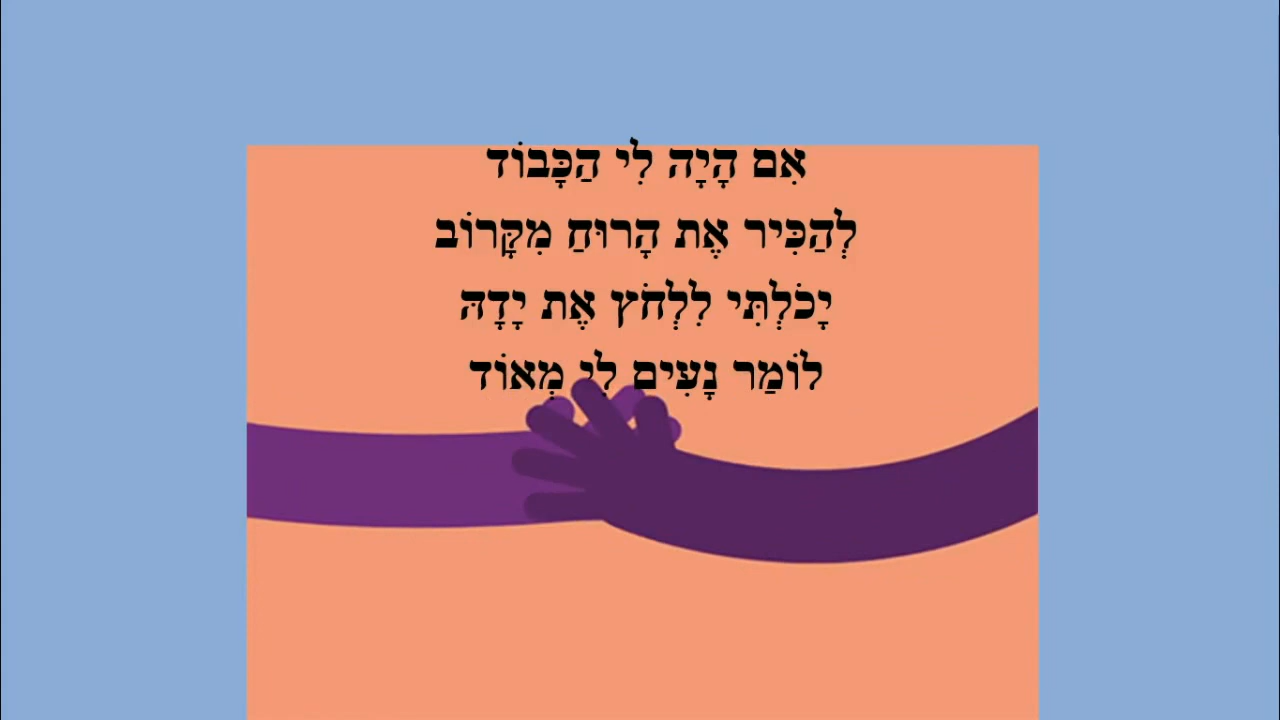 אִם הָיָה לִי הַכָּבוֹד
לְהַכִּיר אֶת הָרוּחַ מִקָּרוֹב
יָכֹלְתִּי לִלְחֹץ אֶת יָדָהּ
לוֹמַר נָעִים לִי מְאוֹד